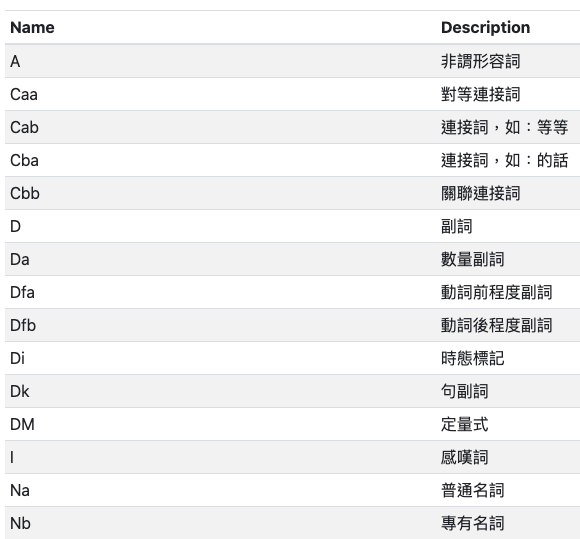 Name Description
A 非謂形容詞
Caa 對等連接詞
Cab 連接詞，如：等等
Cba 連接詞，如：的話
Cbb 關聯連接詞
D 副詞
Da 數量副詞
Dfa 動詞前程度副詞
Dfb 動詞後程度副詞
Di 時態標記
Dk 句副詞
DM 定量式
I 感嘆詞
Na 普通名詞
Nb 專有名詞